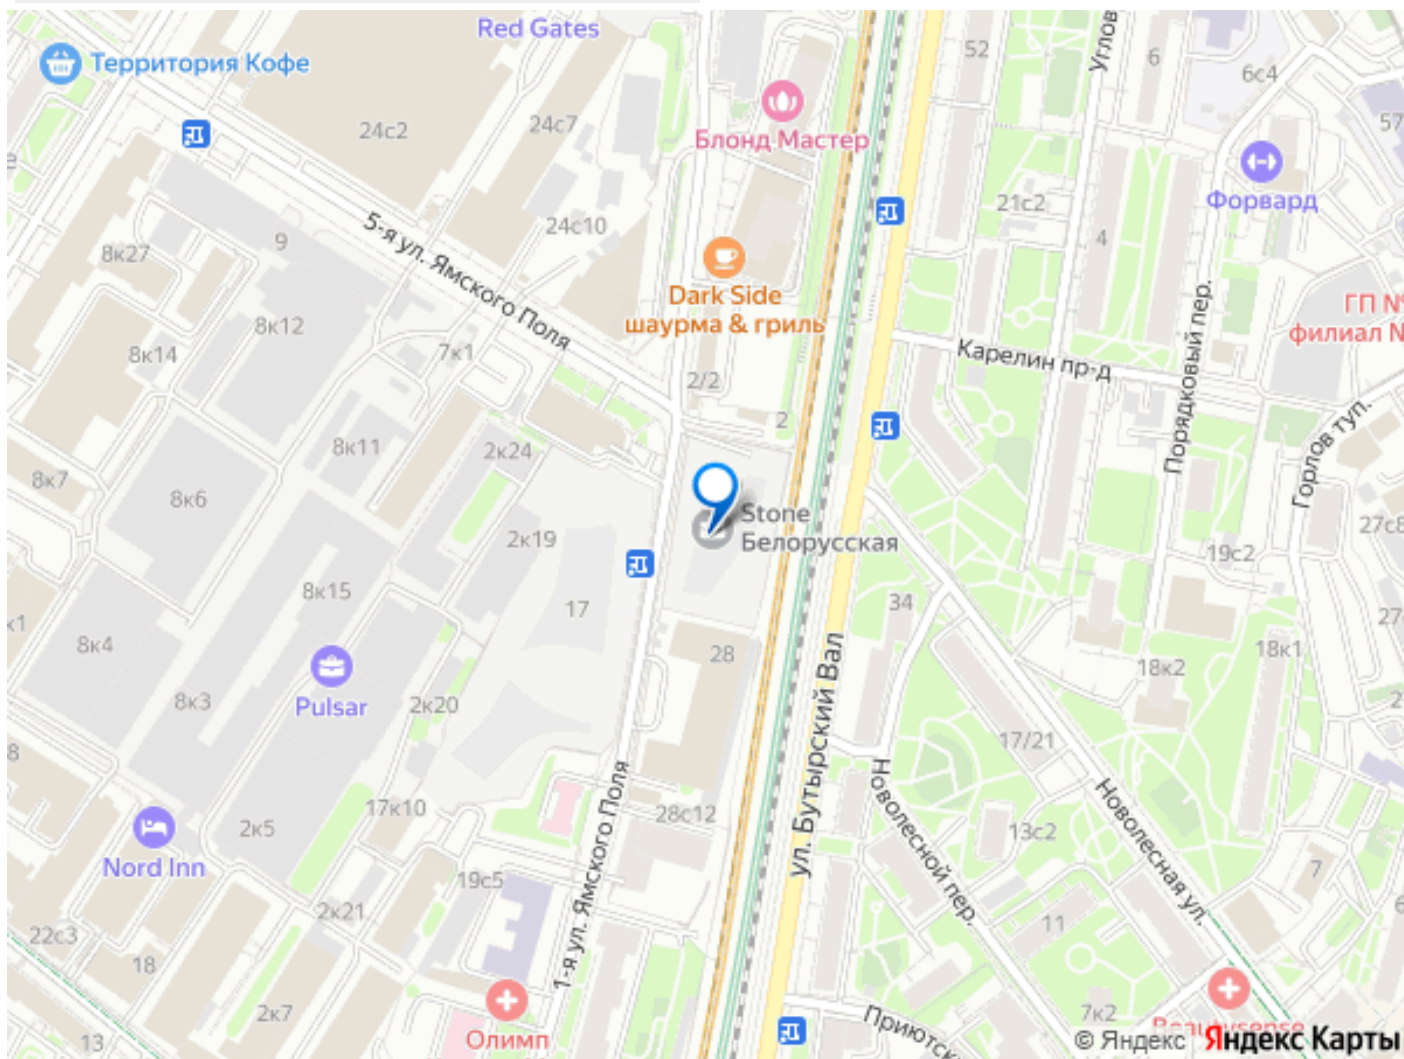 Red Gates
Территория Кофе
52
Углов
6
6с4
24с2
24с7
Блонд Мастер
57
Форвард
21с2
24с10
4
9
5-я ул. Ямского Поля
8к27
Dark Side
шаурма & гриль
ГП №
филиал №
8к12
7к1
8к14
Карелин пр-д
Порядковый пер.
2/2
2
Горлов туп.
8к11
2к24
8к7
8к6
Stone
Белорусская
27с8
2к19
19с2
8к15
17
34
27с
8к4
28
18к2
18к1
Pulsar
8к3
2к20
ул. Бутырский Вал
17/21
1-я ул. Ямского Поля
Новолесной пер.
Новолесная ул.
17к10
28с12
2к5
13с2
Nord Inn
7
19с5
2к21
11
22с3
18
2к7
7к2
Beautysense
Олимп
Приютск
13
© Яндекс Яндекс Карты